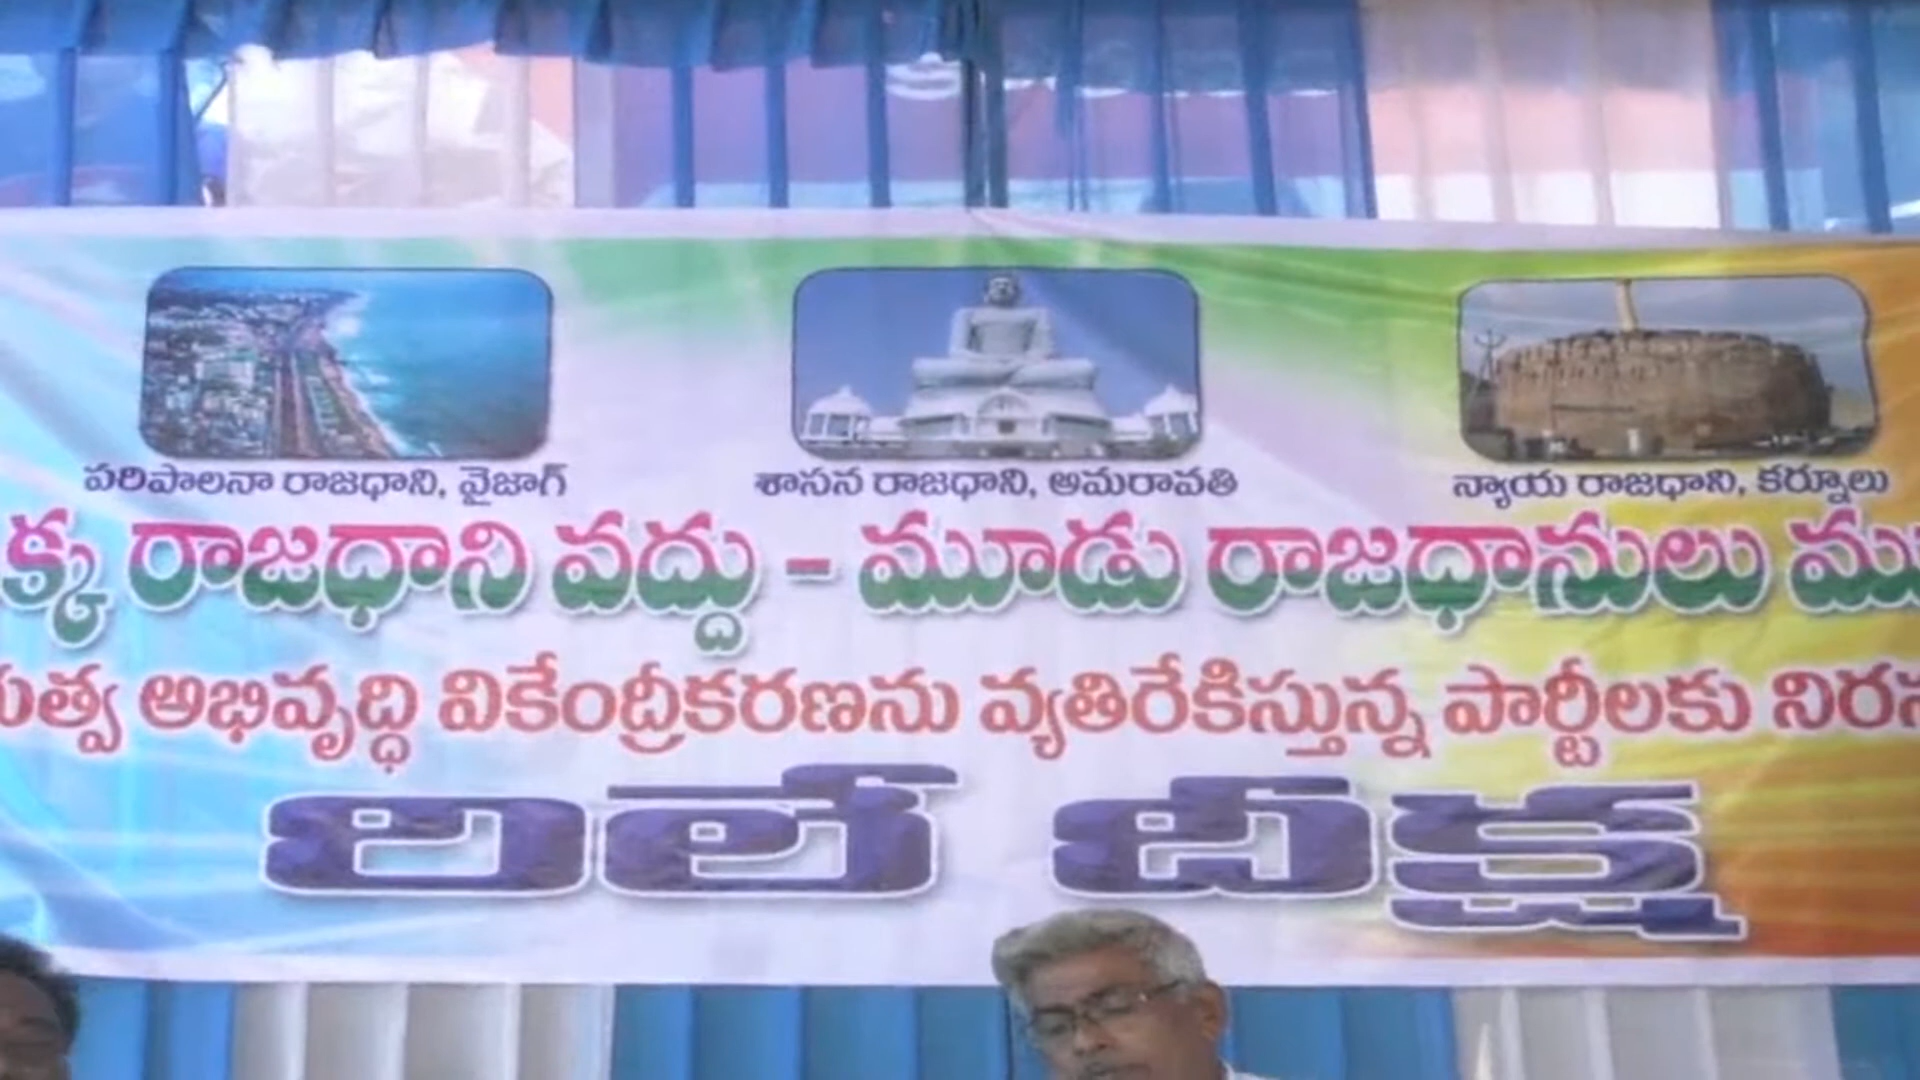 పరిపాలనా రాజధాని, వైజాగ్ శాసన రాజధాని, అమరావతి న్యాయ రాజధాని, కర్నూలు
రాజధాని వద్దు - మూడు రాజధానులు
అభివృద్ధి వికేంద్రీకరణను వ్యతిరేకిస్తున్న పార్టీలకు
రిలే దీక్ష